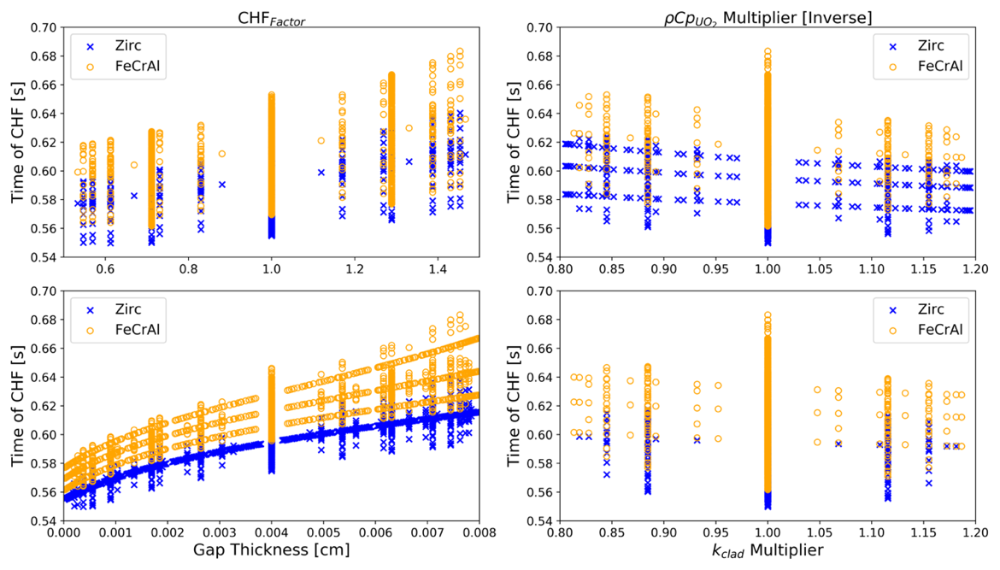 CHF_Factor
Time of CHF [s]
0.70
0.68
0.66
0.64
0.62
0.60
0.58
0.56
0.54
Zirc
FeCrAl
0.6 0.8 1.0 1.2 1.4
ρCp_UO₂ Multiplier [Inverse]
Time of CHF [s]
0.70
0.68
0.66
0.64
0.62
0.60
0.58
0.56
0.54
Zirc
FeCrAl
0.80 0.85 0.90 0.95 1.00 1.05 1.10 1.15 1.20
Time of CHF [s]
0.70
0.68
0.66
0.64
0.62
0.60
0.58
0.56
0.54
Zirc
FeCrAl
0.000 0.001 0.002 0.003 0.004 0.005 0.006 0.007 0.008
Gap Thickness [cm]
Time of CHF [s]
0.70
0.68
0.66
0.64
0.62
0.60
0.58
0.56
0.54
Zirc
FeCrAl
0.80 0.85 0.90 0.95 1.00 1.05 1.10 1.15 1.20
k_clad Multiplier